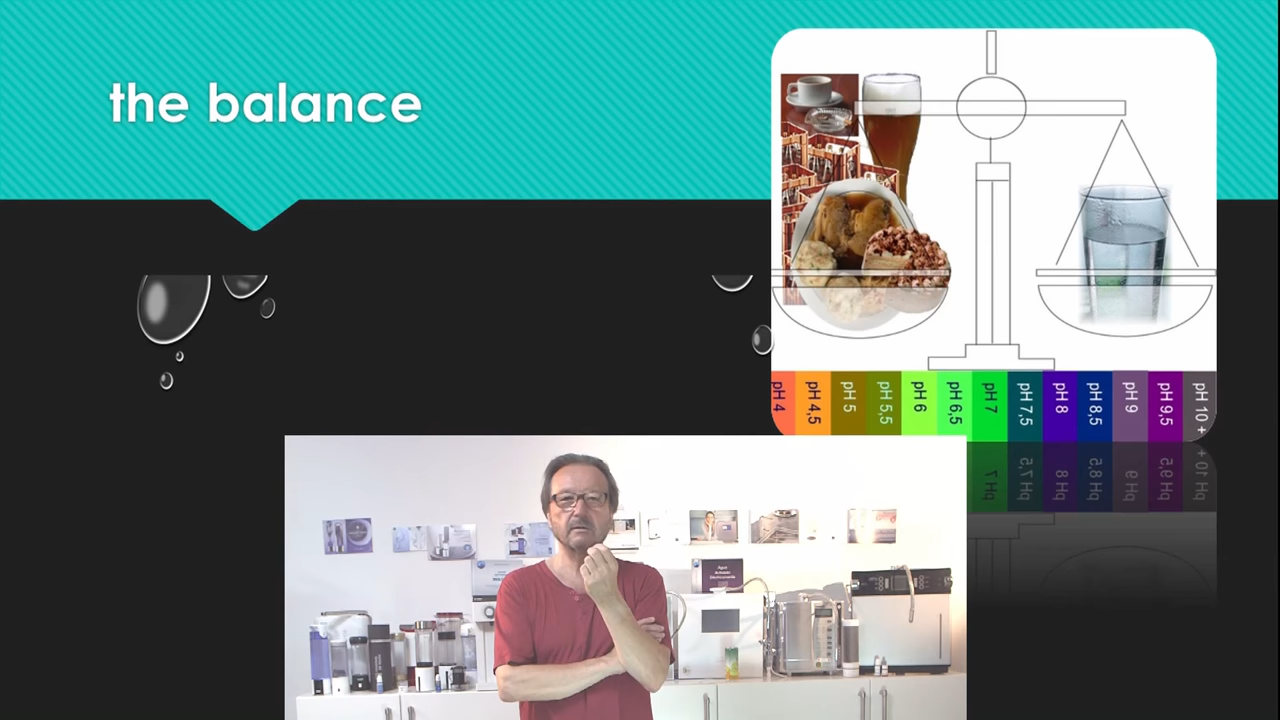 the balance
pH 4
pH 4,5
pH 5
pH 5,5
pH 6
pH 6,5
pH 7
pH 7,5
pH 8
pH 8,5
pH 9
pH 9,5
pH 10 +